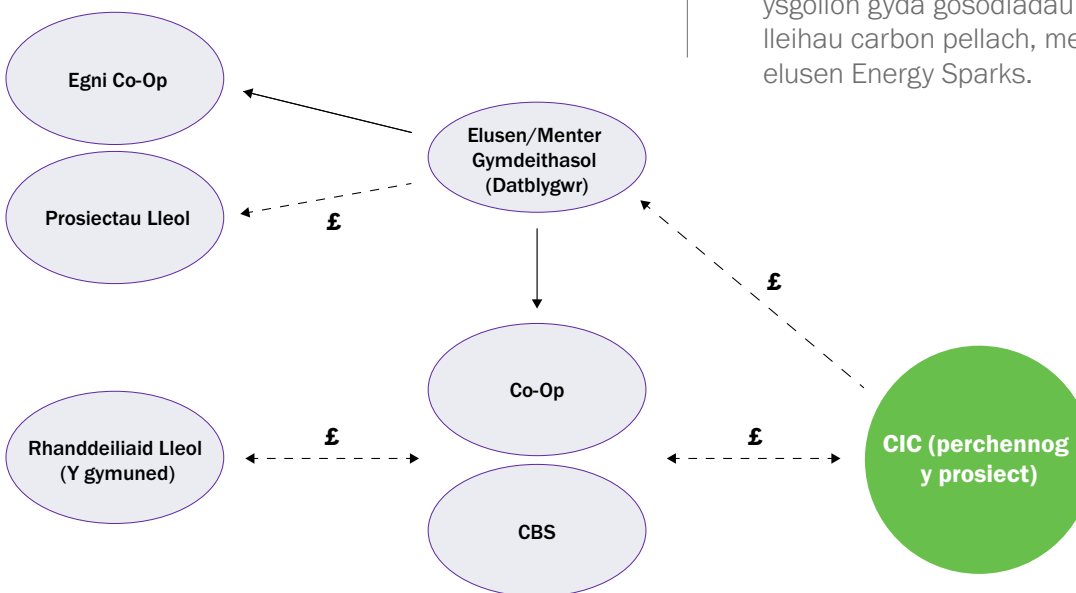 ysgolion gyda gosodiadau
lleihau carbon pellach, me
elusen Energy Sparks.
Egni Co-Op
Elusen/Menter
Gymdeithasol
(Datblygwr)
Prosiectau Lleol
£
£
Co-Op
Rhanddeiliaid Lleol
(Y gymuned)
£
£
CIC (perchennog
y prosiect)
CBS